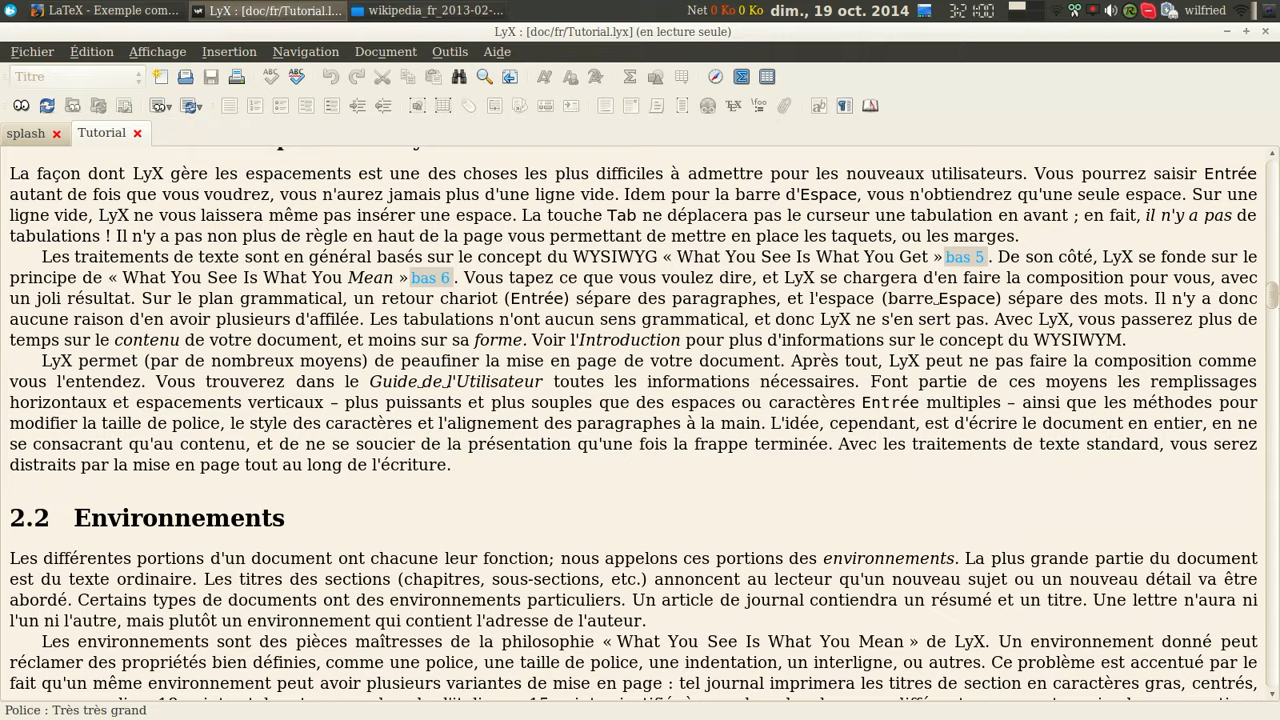 LaTeX - Exemple com... LyX : [doc/fr/Tutorial.l... wikipedia_fr_2013-02-... Net 0 Ko 0 Ko dim., 19 oct. 2014 wilfried
LyX : [doc/fr/Tutorial.lyx] (en lecture seule)
Fichier Édition Affichage Insertion Navigation Document Outils Aide
Titre
splash Tutorial
La façon dont LyX gère les espacements est une des choses les plus difficiles à admettre pour les nouveaux utilisateurs. Vous pourrez saisir Entrée
autant de fois que vous voudrez, vous n'aurez jamais plus d'une ligne vide. Idem pour la barre d'Espace, vous n'obtiendrez qu'une seule espace. Sur une
ligne vide, LyX ne vous laissera même pas insérer une espace. La touche Tab ne déplacera pas le curseur une tabulation en avant ; en fait, il n'y a pas de
tabulations ! Il n'y a pas non plus de règle en haut de la page vous permettant de mettre en place les taquets, ou les marges.
Les traitements de texte sont en général basés sur le concept du WYSIWYG « What You See Is What You Get » bas 5 . De son côté, LyX se fonde sur le
principe de « What You See Is What You Mean » bas 6 . Vous tapez ce que vous voulez dire, et LyX se chargera d'en faire la composition pour vous, avec
un joli résultat. Sur le plan grammatical, un retour chariot (Entrée) sépare des paragraphes, et l'espace (barre Espace) sépare des mots. Il n'y a donc
aucune raison d'en avoir plusieurs d'affilée. Les tabulations n'ont aucun sens grammatical, et donc LyX ne s'en sert pas. Avec LyX, vous passerez plus de
temps sur le contenu de votre document, et moins sur sa forme. Voir l'Introduction pour plus d'informations sur le concept du WYSIWYM.
LyX permet (par de nombreux moyens) de peaufiner la mise en page de votre document. Après tout, LyX peut ne pas faire la composition comme
vous l'entendez. Vous trouverez dans le Guide de l'Utilisateur toutes les informations nécessaires. Font partie de ces moyens les remplissages
horizontaux et espacements verticaux – plus puissants et plus souples que des espaces ou caractères Entrée multiples – ainsi que les méthodes pour
modifier la taille de police, le style des caractères et l'alignement des paragraphes à la main. L'idée, cependant, est d'écrire le document en entier, en ne
se consacrant qu'au contenu, et de ne se soucier de la présentation qu'une fois la frappe terminée. Avec les traitements de texte standard, vous serez
distraits par la mise en page tout au long de l'écriture.
2.2 Environnements
Les différentes portions d'un document ont chacune leur fonction; nous appelons ces portions des environnements. La plus grande partie du document
est du texte ordinaire. Les titres des sections (chapitres, sous-sections, etc.) annoncent au lecteur qu'un nouveau sujet ou un nouveau détail va être
abordé. Certains types de documents ont des environnements particuliers. Un article de journal contiendra un résumé et un titre. Une lettre n'aura ni
l'un ni l'autre, mais plutôt un environnement qui contient l'adresse de l'auteur.
Les environnements sont des pièces maîtresses de la philosophie « What You See Is What You Mean » de LyX. Un environnement donné peut
réclamer des propriétés bien définies, comme une police, une taille de police, une indentation, un interligne, ou autres. Ce problème est accentué par le
fait qu'un même environnement peut avoir plusieurs variantes de mise en page : tel journal imprimera les titres de section en caractères gras, centrés,
Police : Très très grand